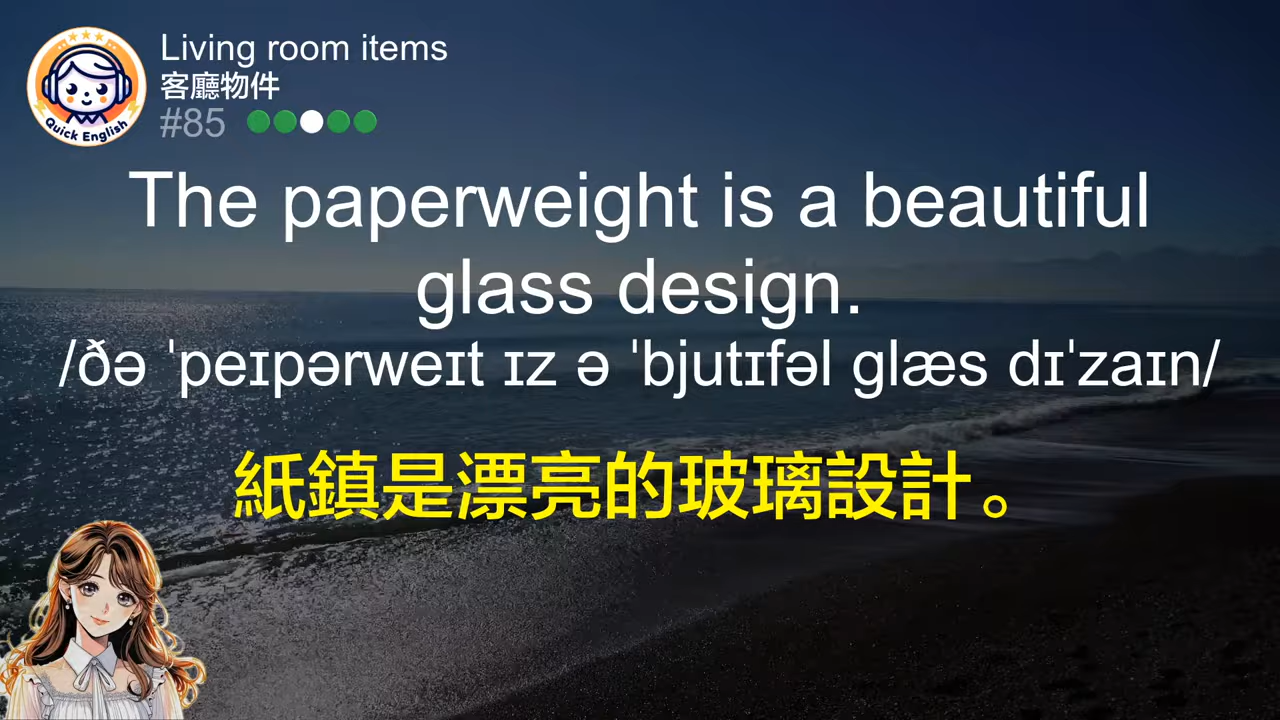 Quick English
Living room items
客廳物件
#85
The paperweight is a beautiful
glass design.
/ðə ˈpeɪpərweɪt ɪz ə ˈbjutɪfəl ɡlæs dɪˈzaɪn/
紙鎮是漂亮的玻璃設計。